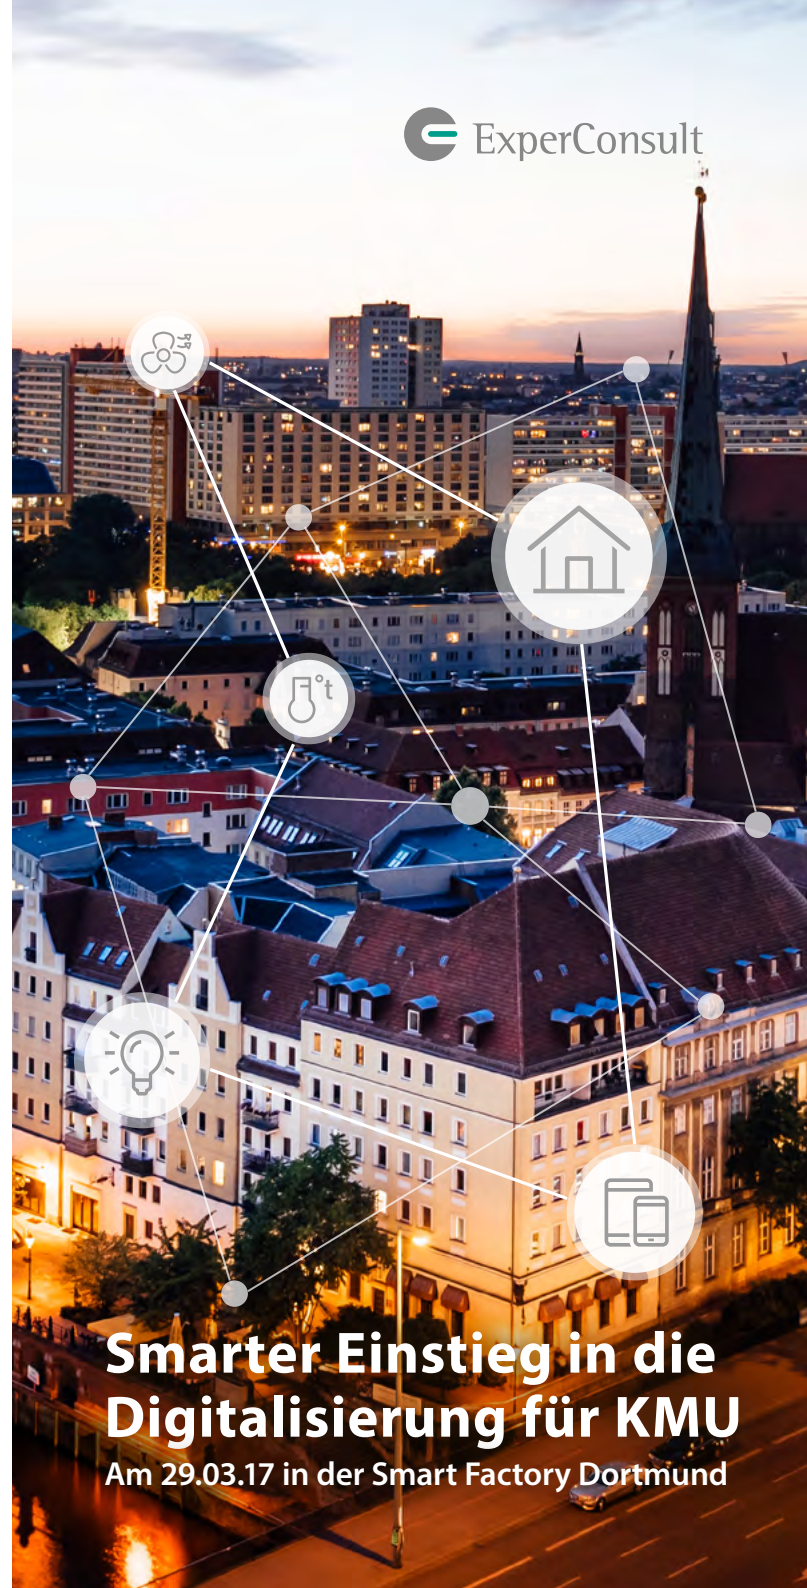 ExperConsult
°t
Smarter Einstieg in die
Digitalisierung für KMU
Am 29.03.17 in der Smart Factory Dortmund